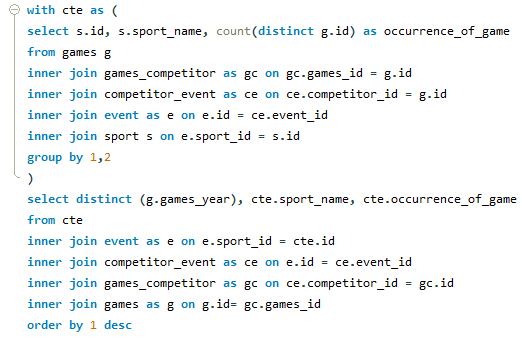 with cte as (
select s.id, s.sport_name, count(distinct g.id) as occurrence_of_game
from games g
inner join games_competitor as gc on gc.games_id = g.id
inner join competitor_event as ce on ce.competitor_id = g.id
inner join event as e on e.id = ce.event_id
inner join sport s on e.sport_id = s.id
group by 1,2
)
select distinct (g.games_year), cte.sport_name, cte.occurrence_of_game
from cte
inner join event as e on e.sport_id = cte.id
inner join competitor_event as ce on e.id = ce.event_id
inner join games_competitor as gc on ce.competitor_id = gc.id
inner join games as g on g.id= gc.games_id
order by 1 desc